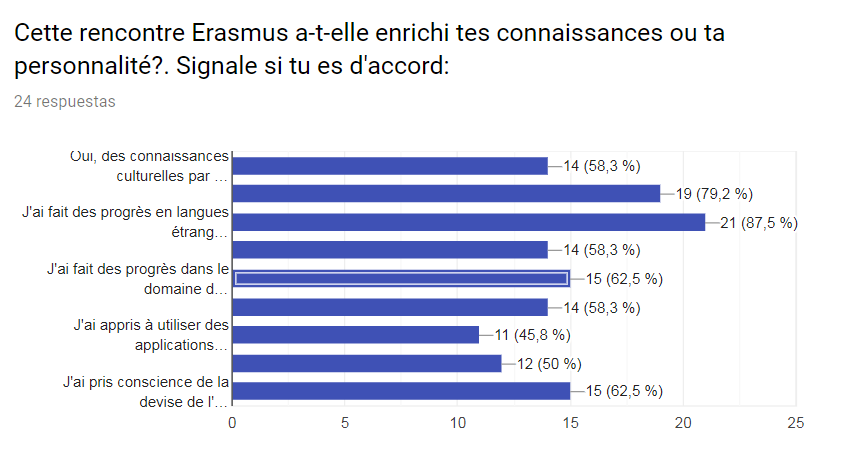 Cette rencontre Erasmus a-t-elle enrichi tes connaissances ou ta
personnalité?. Signale si tu es d'accord:
24 respuestas
Oui, des connaissances
culturelles par ...
14 (58,3 %)
19 (79,2 %)
J'ai fait des progrès en langues
étrang...
21 (87,5 %)
14 (58,3 %)
J'ai fait des progrès dans le
domaine d...
15 (62,5 %)
14 (58,3 %)
J'ai appris à utiliser des
applications...
11 (45,8 %)
12 (50 %)
J'ai pris conscience de la
devise de l'...
15 (62,5 %)
0 5 10 15 20 25